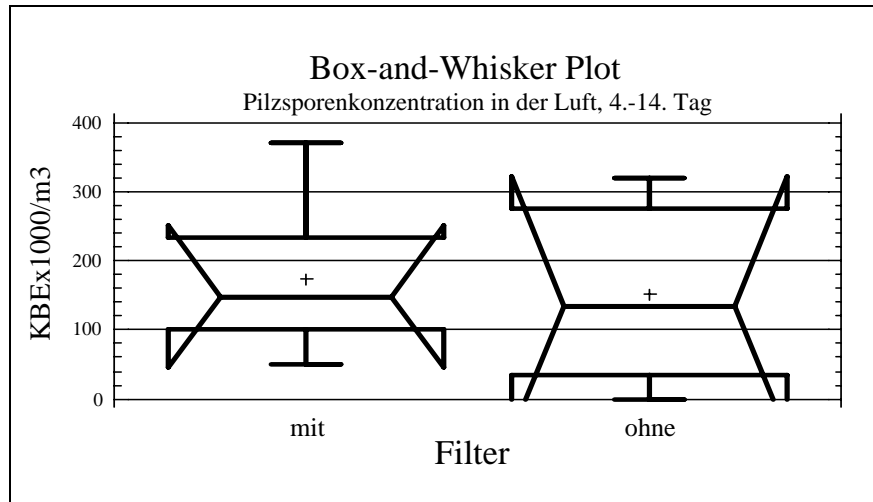 Box-and-Whisker Plot
Pilzsporenkonzentration in der Luft, 4.-14. Tag
KBEx1000/m3
400
300
200
100
0
mit
ohne
Filter